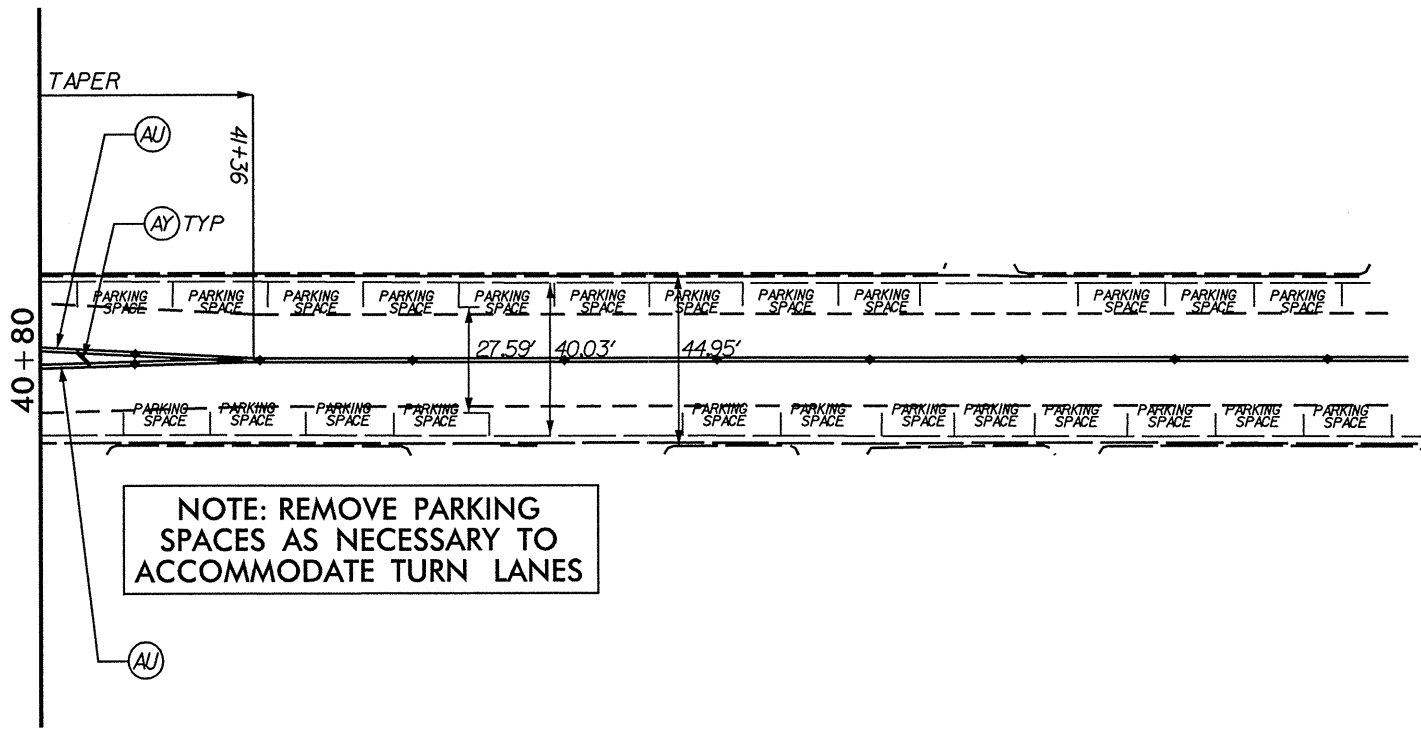 TAPER
AU
41+36
AY TYP
PARKING SPACE
PARKING SPACE
PARKING SPACE
PARKING SPACE
PARKING SPACE
PARKING SPACE
PARKING SPACE
PARKING SPACE
PARKING SPACE
PARKING SPACE
PARKING SPACE
PARKING SPACE
40+80
27.59'
40.03'
44.95'
PARKING SPACE
PARKING SPACE
PARKING SPACE
PARKING SPACE
PARKING SPACE
PARKING SPACE
PARKING SPACE
PARKING SPACE
PARKING SPACE
PARKING SPACE
PARKING SPACE
PARKING SPACE
NOTE: REMOVE PARKING
SPACES AS NECESSARY TO
ACCOMMODATE TURN LANES
AU